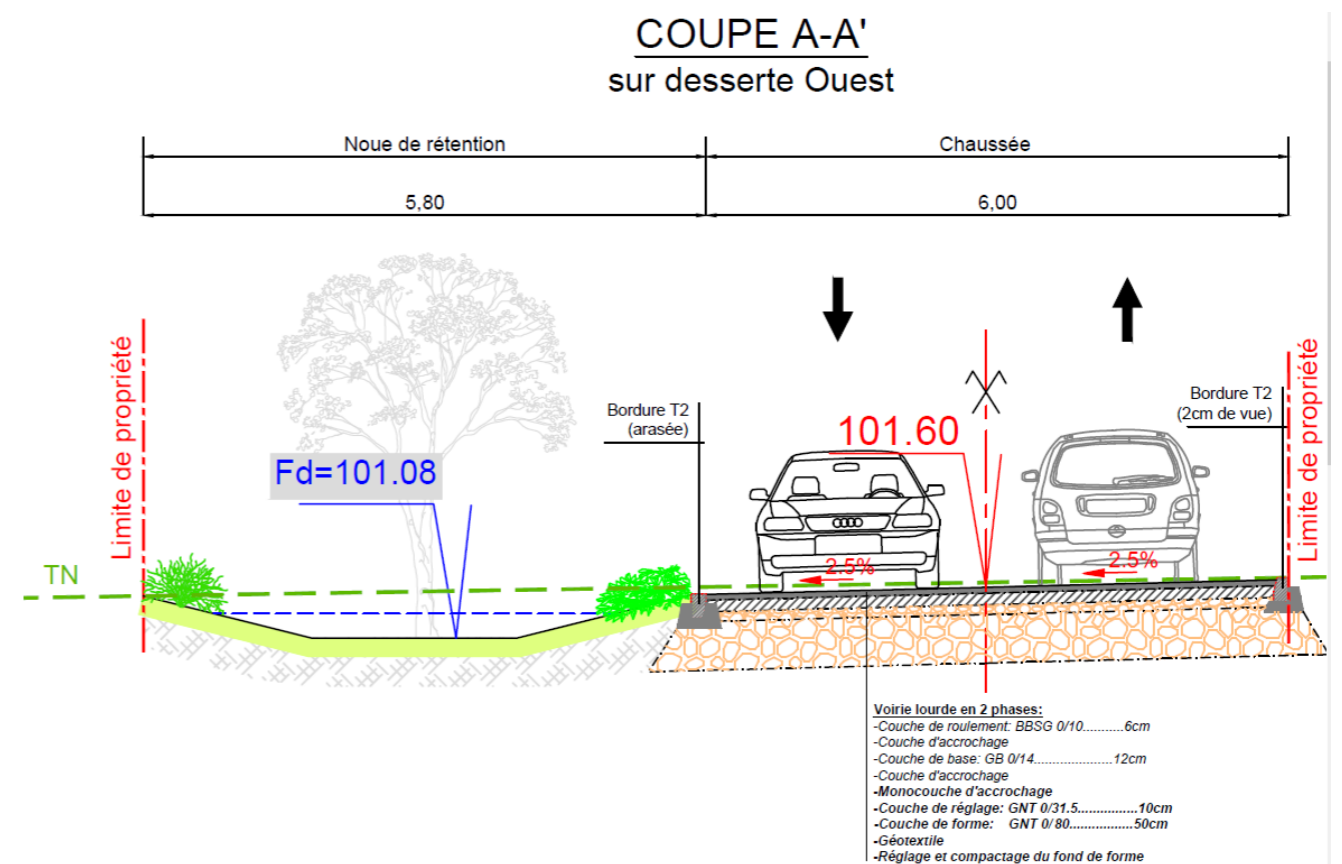 COUPE A-A'
sur desserte Ouest
Noue de rétention
Chaussée
5,80
6,00
Limite de propriété
Fd=101.08
Bordure T2
(arasée)
101.60
Bordure T2
(2cm de vue)
Limite de propriété
TN
2.5%
2.5%
Voirie lourde en 2 phases:
-Couche de roulement: BBSG 0/10...........6cm
-Couche d'accrochage
-Couche de base: GB 0/14......................12cm
-Couche d'accrochage
-Monocouche d'accrochage
-Couche de réglage: GNT 0/31.5................10cm
-Couche de forme: GNT 0/80.................50cm
-Géotextile
-Réglage et compactage du fond de forme